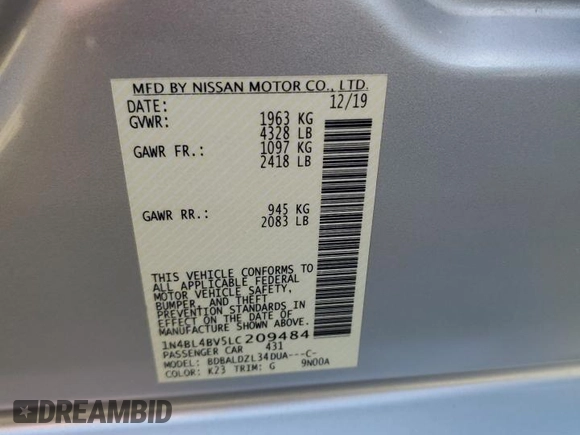 MFD BY NISSAN MOTOR CO., LTD.
DATE: 12/19
GVWR: 1963 KG
4328 LB
GAWR FR.: 1097 KG
2418 LB
GAWR RR.: 945 KG
2083 LB
THIS VEHICLE CONFORMS TO
ALL APPLICABLE FEDERAL
MOTOR VEHICLE SAFETY,
BUMPER, AND THEFT
PREVENTION STANDARDS IN
EFFECT ON THE DATE OF
MANUFACTURE SHOWN ABOVE.
1N4BL4BV5LC209484
PASSENGER CAR 431
MODEL: BDBALDZL34DUA---C-
COLOR: K23 TRIM: G 9N00A
DREAMBID